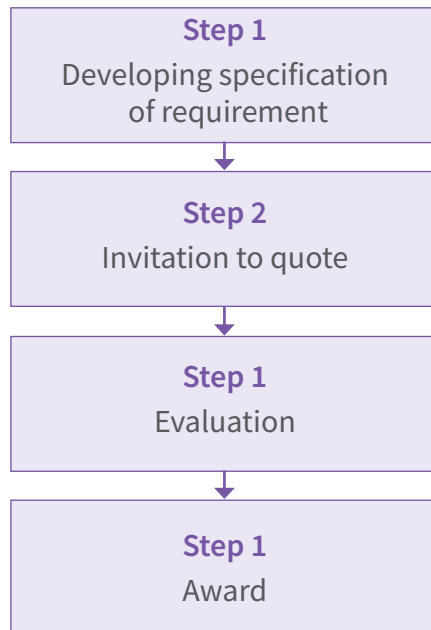 Step 1
Developing specification
of requirement
Step 2
Invitation to quote
Step 1
Evaluation
Step 1
Award